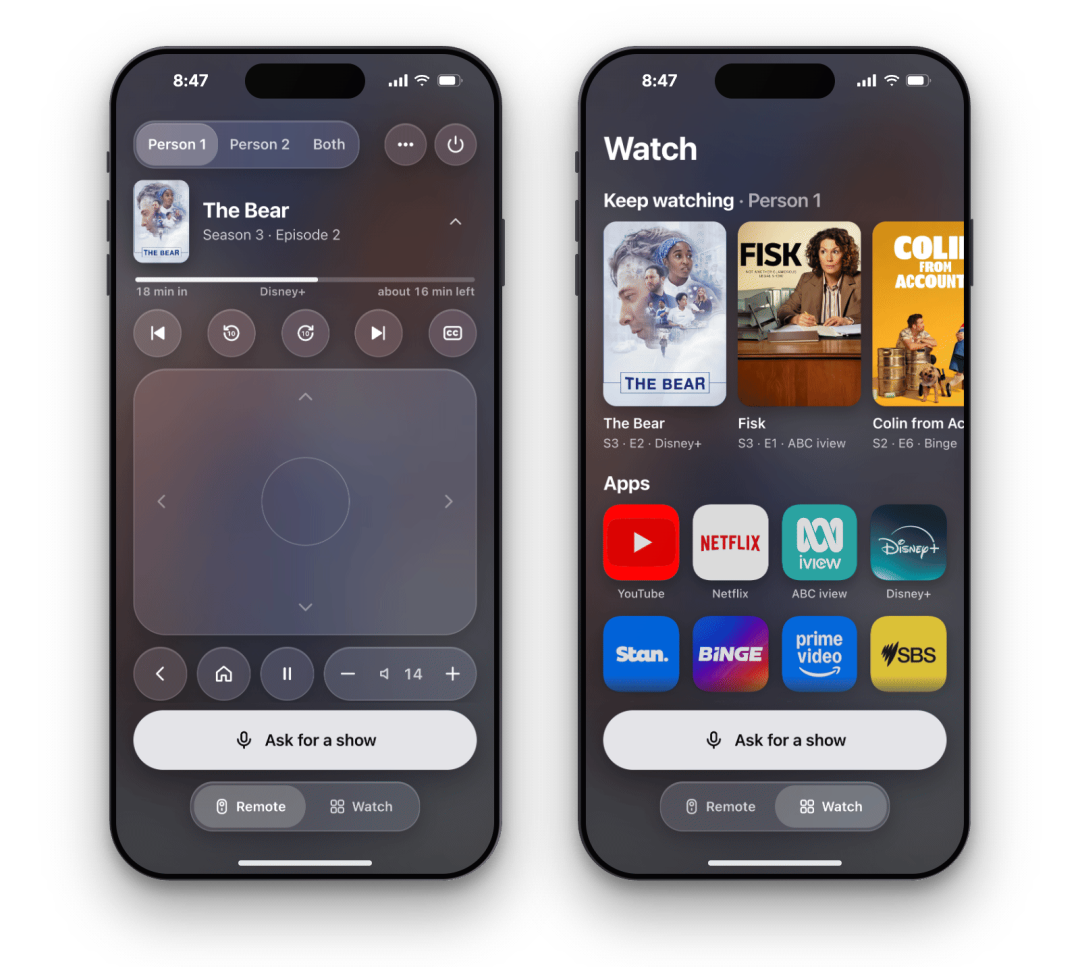 8:47
Person 1 Person 2 Both
The Bear
Season 3 · Episode 2
THE BEAR
18 min in Disney+ about 16 min left
10 10 CC
14
Ask for a show
Remote Watch
8:47
Watch
Keep watching · Person 1
THE BEAR
FISK
COLI
FROM
ACCOUNT
The Bear Fisk Colin from Ac
S3 · E2 · Disney+ S3 · E1 · ABC iview S2 · E6 · Binge
Apps
NETFLIX iview Disney+
YouTube Netflix ABC iview Disney+
Stan. BiNGE prime video SBS
Ask for a show
Remote Watch